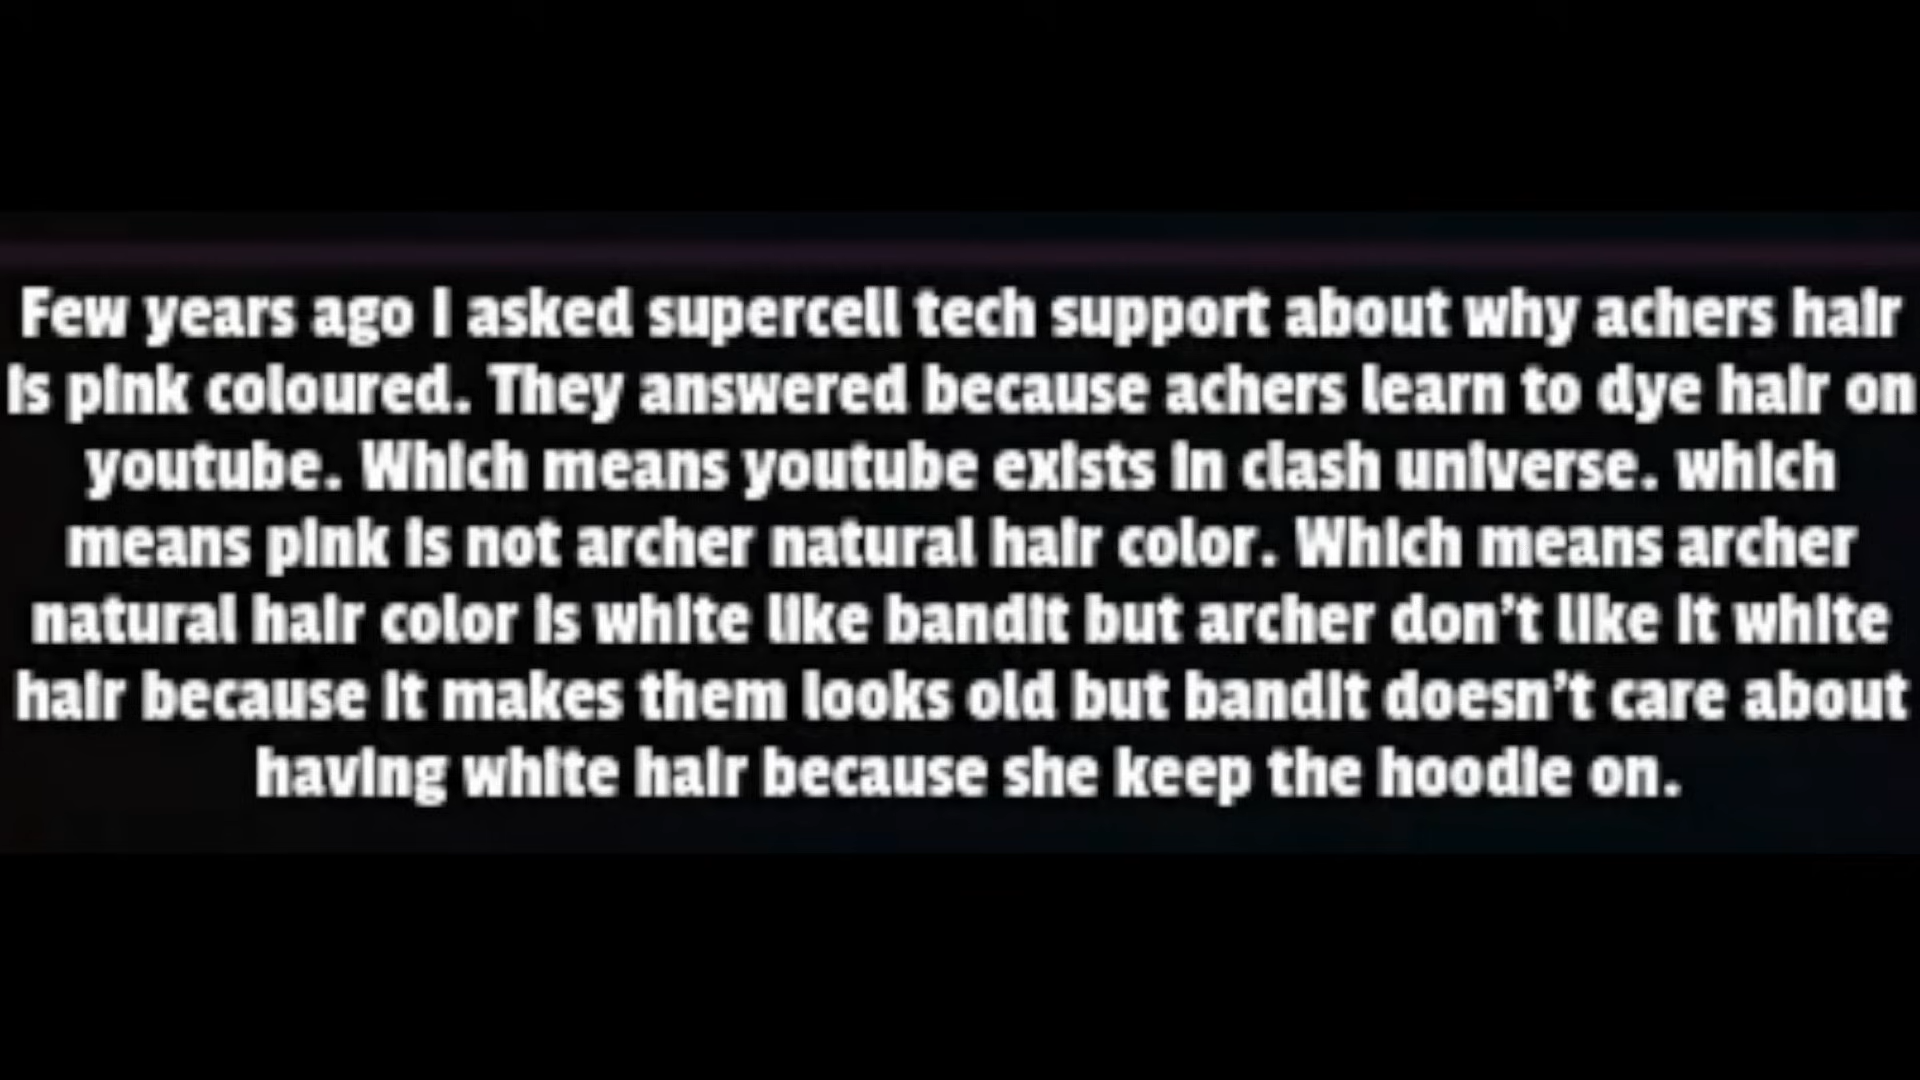 Few years ago I asked supercell tech support about why achers hair
is pink coloured. They answered because achers learn to dye hair on
youtube. Which means youtube exists in clash universe. which
means pink is not archer natural hair color. Which means archer
natural hair color is white like bandit but archer don't like it white
hair because it makes them looks old but bandit doesn't care about
having white hair because she keep the hoodie on.